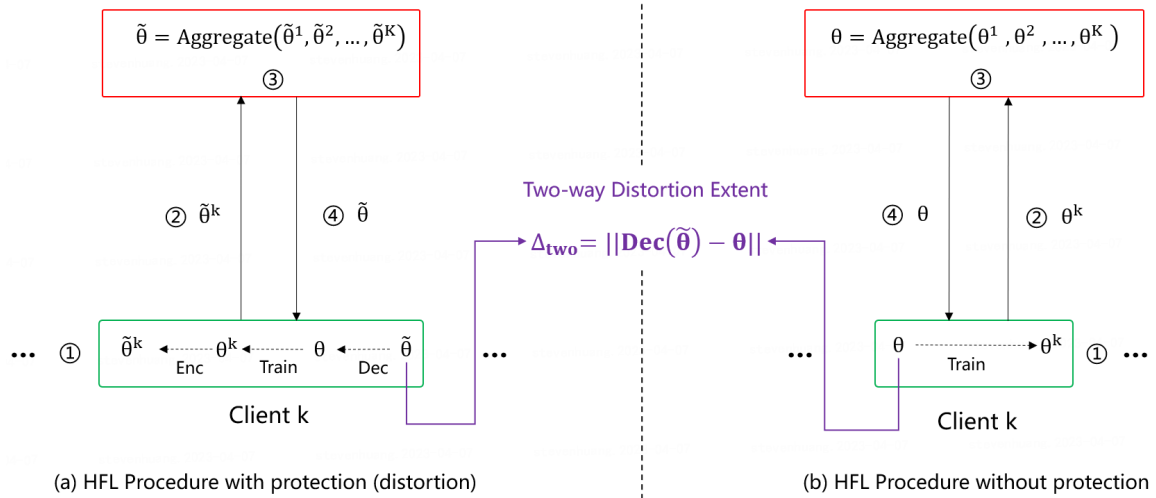 θ̃ = Aggregate(θ̃¹, θ̃², ..., θ̃ᴷ)
③
② θ̃ᵏ
④ θ̃
... ① θ̃ᵏ θᵏ θ θ̃ ...
Enc Train Dec
Client k
(a) HFL Procedure with protection (distortion)
Two-way Distortion Extent
Δ_two = ||Dec(θ̃) − θ||
θ = Aggregate(θ¹ , θ² , ..., θᴷ )
③
④ θ
② θᵏ
... θ θᵏ ① ...
Train
Client k
(b) HFL Procedure without protection